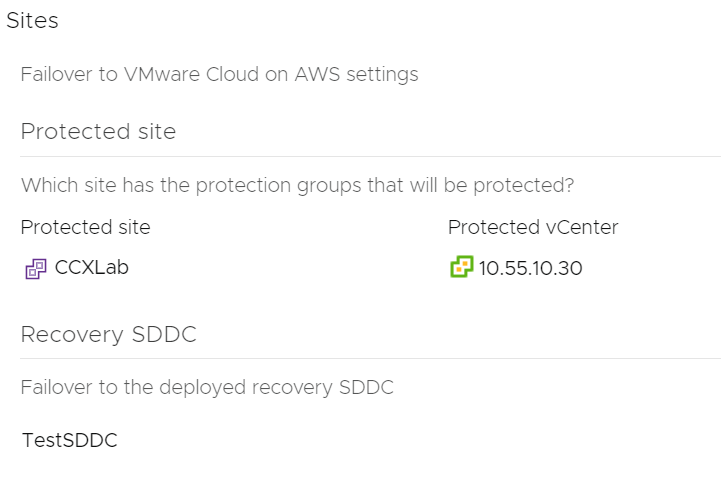 Sites
Failover to VMware Cloud on AWS settings
Protected site
Which site has the protection groups that will be protected?
Protected site Protected vCenter
CCXLab 10.55.10.30
Recovery SDDC
Failover to the deployed recovery SDDC
TestSDDC